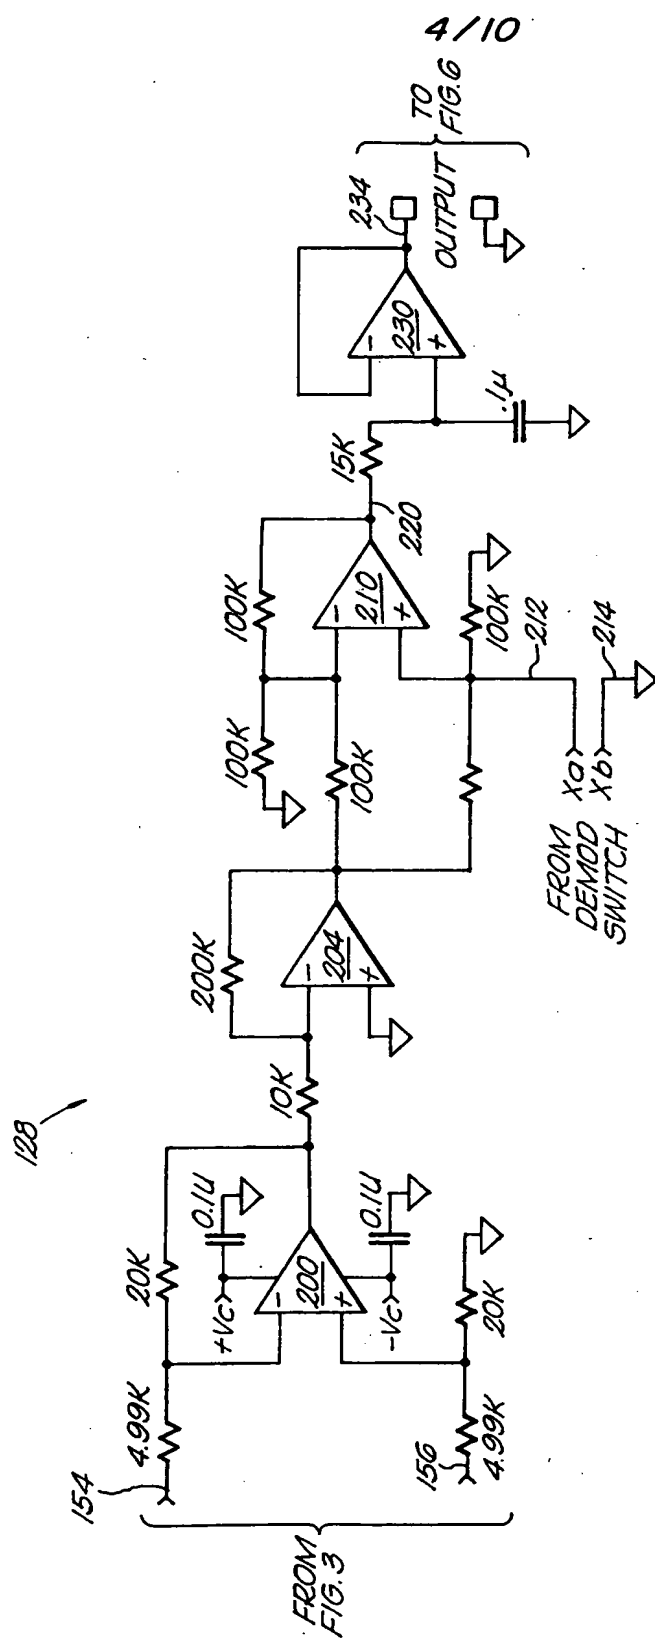 4/10
128
FROM
FIG.3
154
4.99K
20K
+Vc
0.1U
200
-
+
-Vc
0.1U
156
4.99K
20K
10K
200K
204
-
+
100K
100K
100K
210
-
+
100K
212
214
FROM
DEMOD
SWITCH
Xa
Xb
220
15K
.1μ
230
-
+
234
OUTPUT
TO
FIG.6